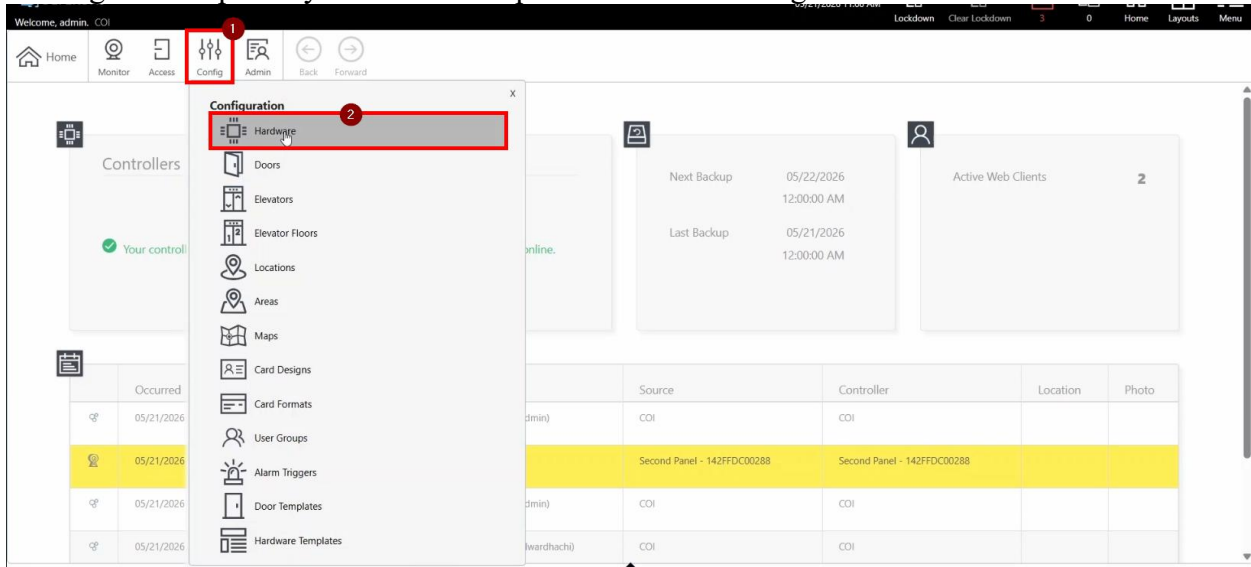 Welcome, admin. COI
Lockdown Clear Lockdown 3 0 Home Layouts Menu
1
Home Monitor Access Config Admin Back Forward
x
Configuration
2
Hardware
Doors
Elevators
Elevator Floors
Locations
Areas
Maps
Card Designs
Card Formats
User Groups
Alarm Triggers
Door Templates
Hardware Templates
Controllers
Your controll
online.
Next Backup 05/22/2026
12:00:00 AM
Last Backup 05/21/2026
12:00:00 AM
Active Web Clients 2
Occurred Source Controller Location Photo
05/21/2026 dmin) COI COI
05/21/2026 Second Panel - 142FFDC00288 Second Panel - 142FFDC00288
05/21/2026 dmin) COI COI
05/21/2026 lwardhachi) COI COI